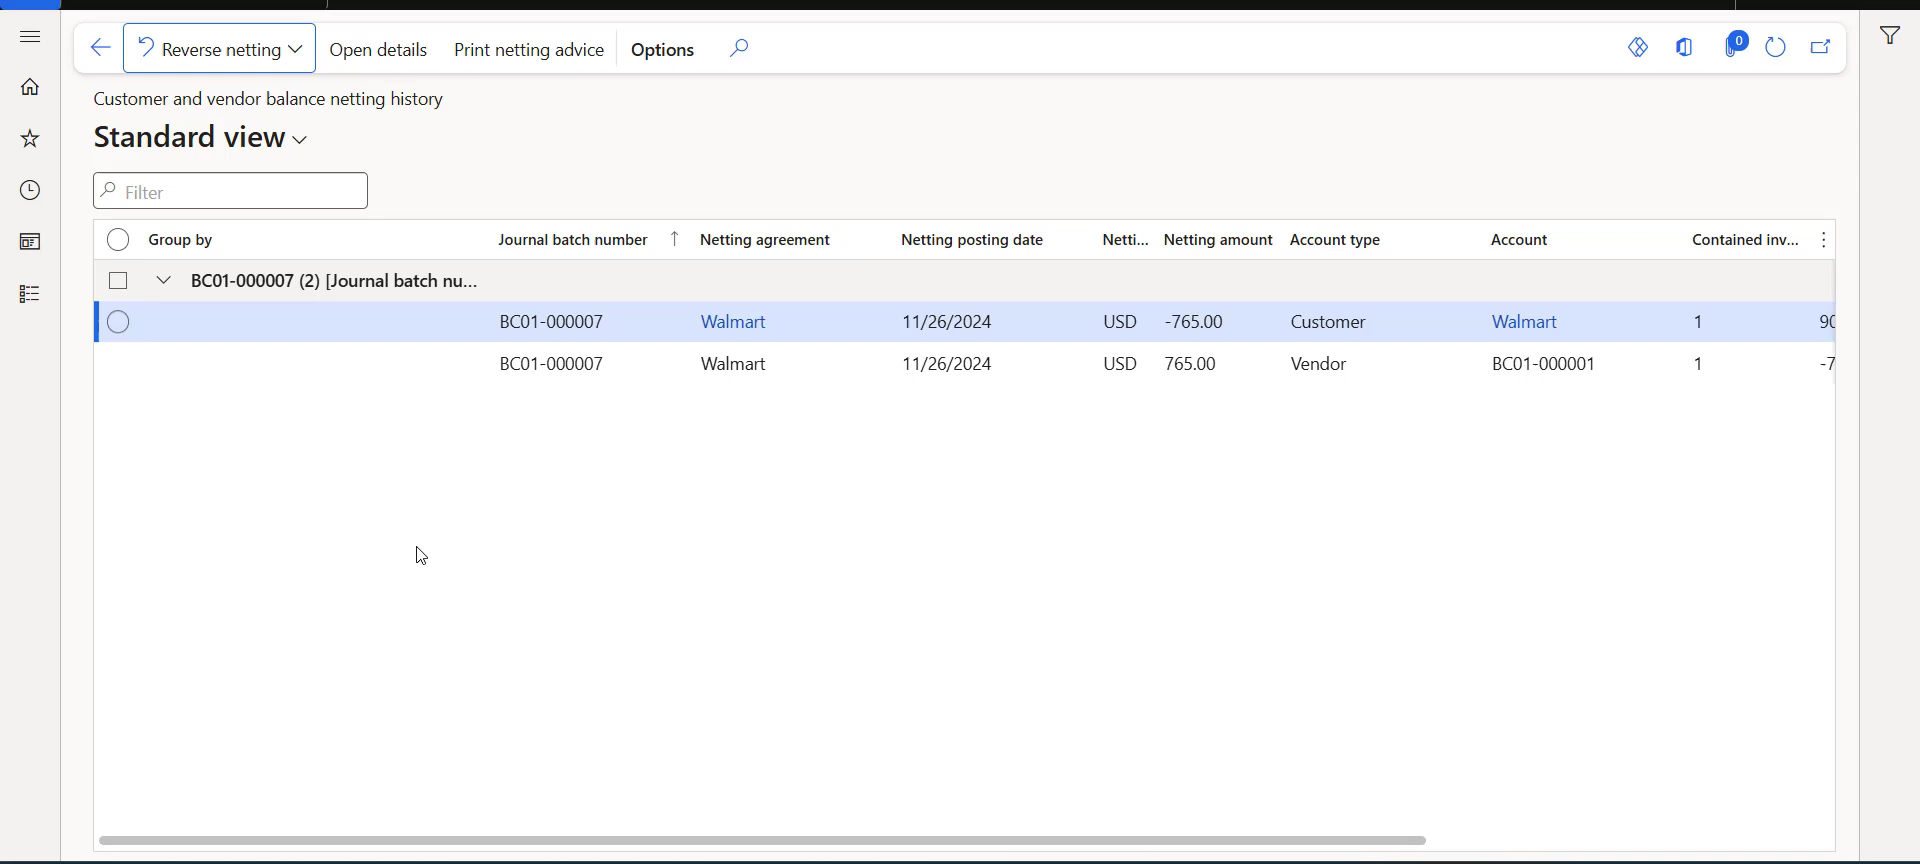 Reverse netting Open details Print netting advice Options 0
Customer and vendor balance netting history
Standard view
Filter
Group by Journal batch number Netting agreement Netting posting date Netti... Netting amount Account type Account Contained inv...
BC01-000007 (2) [Journal batch nu...
BC01-000007 Walmart 11/26/2024 USD -765.00 Customer Walmart 1 90
BC01-000007 Walmart 11/26/2024 USD 765.00 Vendor BC01-000001 1 -7